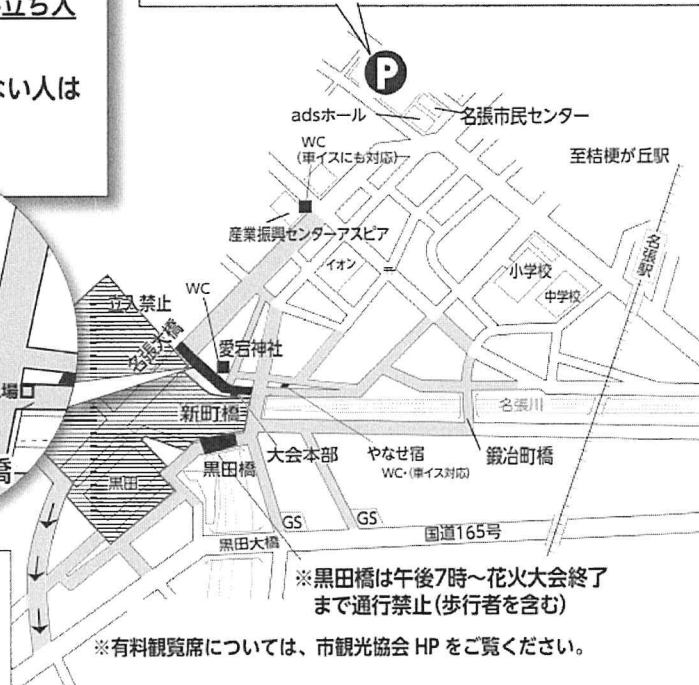 立ち人
ない人は
P
adsホール
名張市民センター
WC
(車イスにも対応)
至桔梗が丘駅
産業振興センターアスピア
イオン
小学校
中学校
名張駅
WC
立入禁止
名張大橋
愛宕神社
場口
新町橋
名張川
大会本部
やなせ宿
WC・(車イス対応)
鍛冶町橋
黒田橋
橋
黒田
GS
GS
国道165号
黒田大橋
※黒田橋は午後7時～花火大会終了
まで通行禁止(歩行者を含む)
※有料観覧席については、市観光協会 HP をご覧ください。